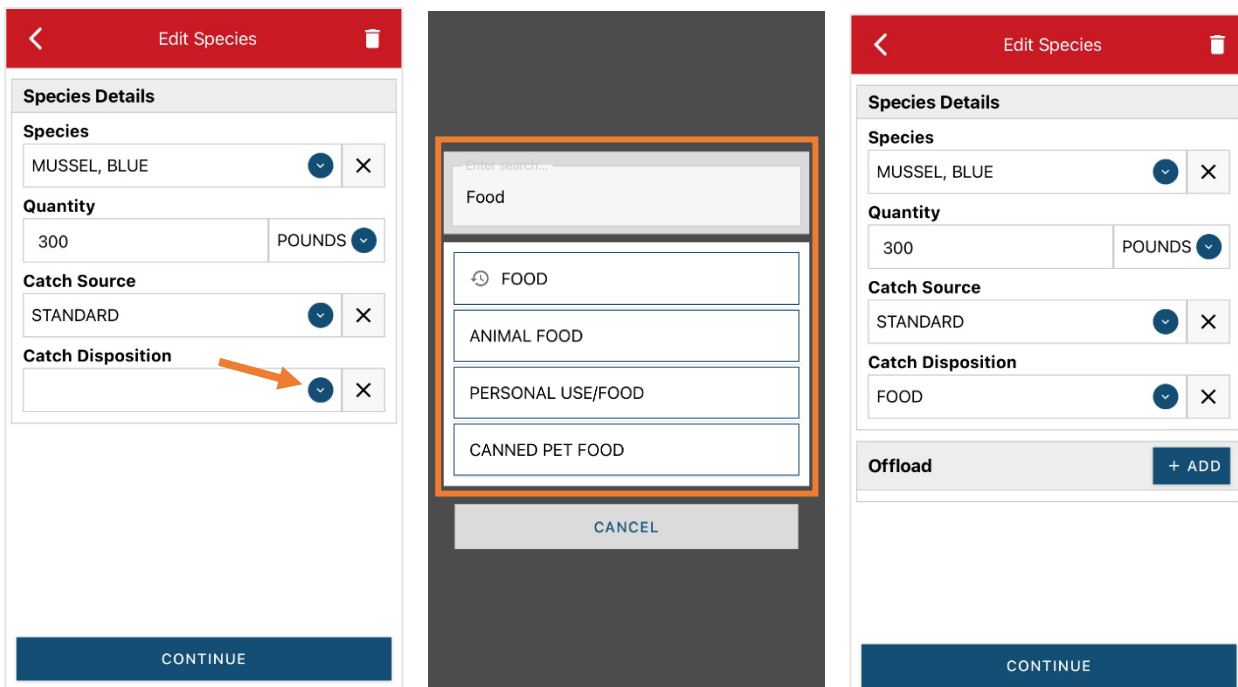 Edit Species
Species Details
Species
MUSSEL, BLUE
Quantity
300 POUNDS
Catch Source
STANDARD
Catch Disposition
CONTINUE
Enter search...
Food
FOOD
ANIMAL FOOD
PERSONAL USE/FOOD
CANNED PET FOOD
CANCEL
Edit Species
Species Details
Species
MUSSEL, BLUE
Quantity
300 POUNDS
Catch Source
STANDARD
Catch Disposition
FOOD
Offload + ADD
CONTINUE